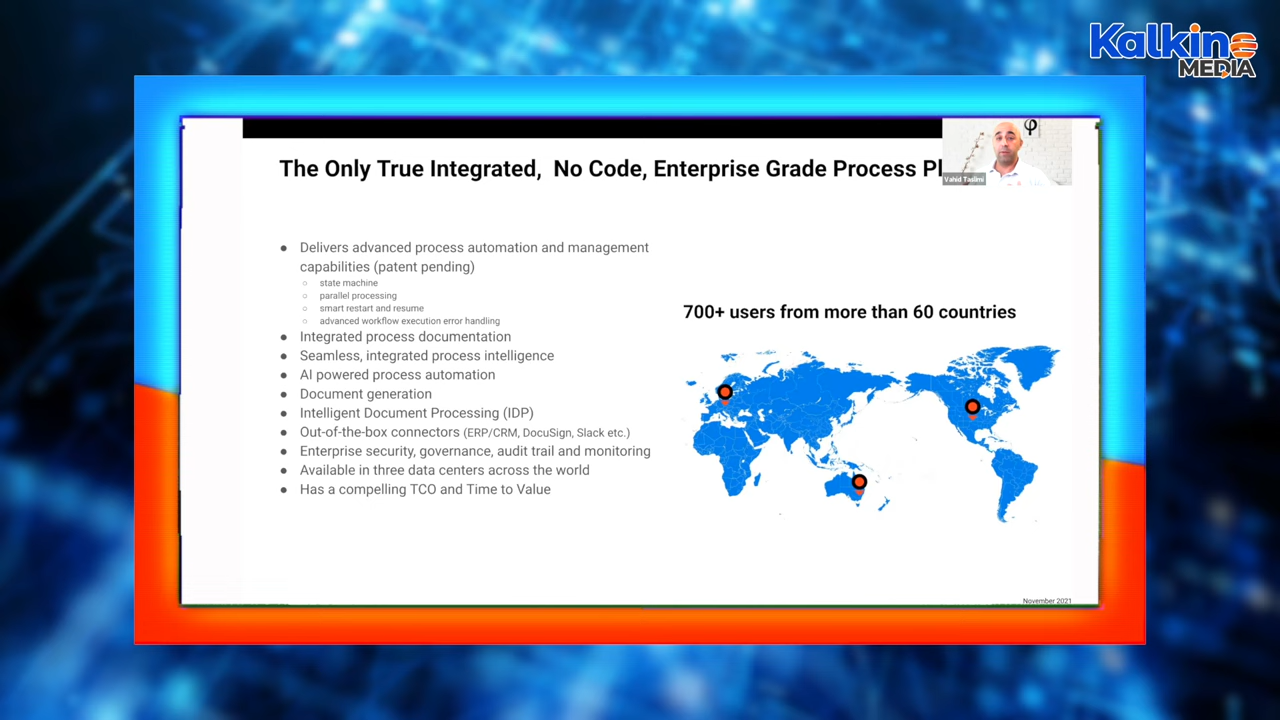 Kalkine
MEDIA
The Only True Integrated, No Code, Enterprise Grade Process
Vahid Taslimi
● Delivers advanced process automation and management
capabilities (patent pending)
○ state machine
○ parallel processing
○ smart restart and resume
○ advanced workflow execution error handling
● Integrated process documentation
● Seamless, integrated process intelligence
● AI powered process automation
● Document generation
● Intelligent Document Processing (IDP)
● Out-of-the-box connectors (ERP/CRM, DocuSign, Slack etc.)
● Enterprise security, governance, audit trail and monitoring
● Available in three data centers across the world
● Has a compelling TCO and Time to Value
700+ users from more than 60 countries
November 2021